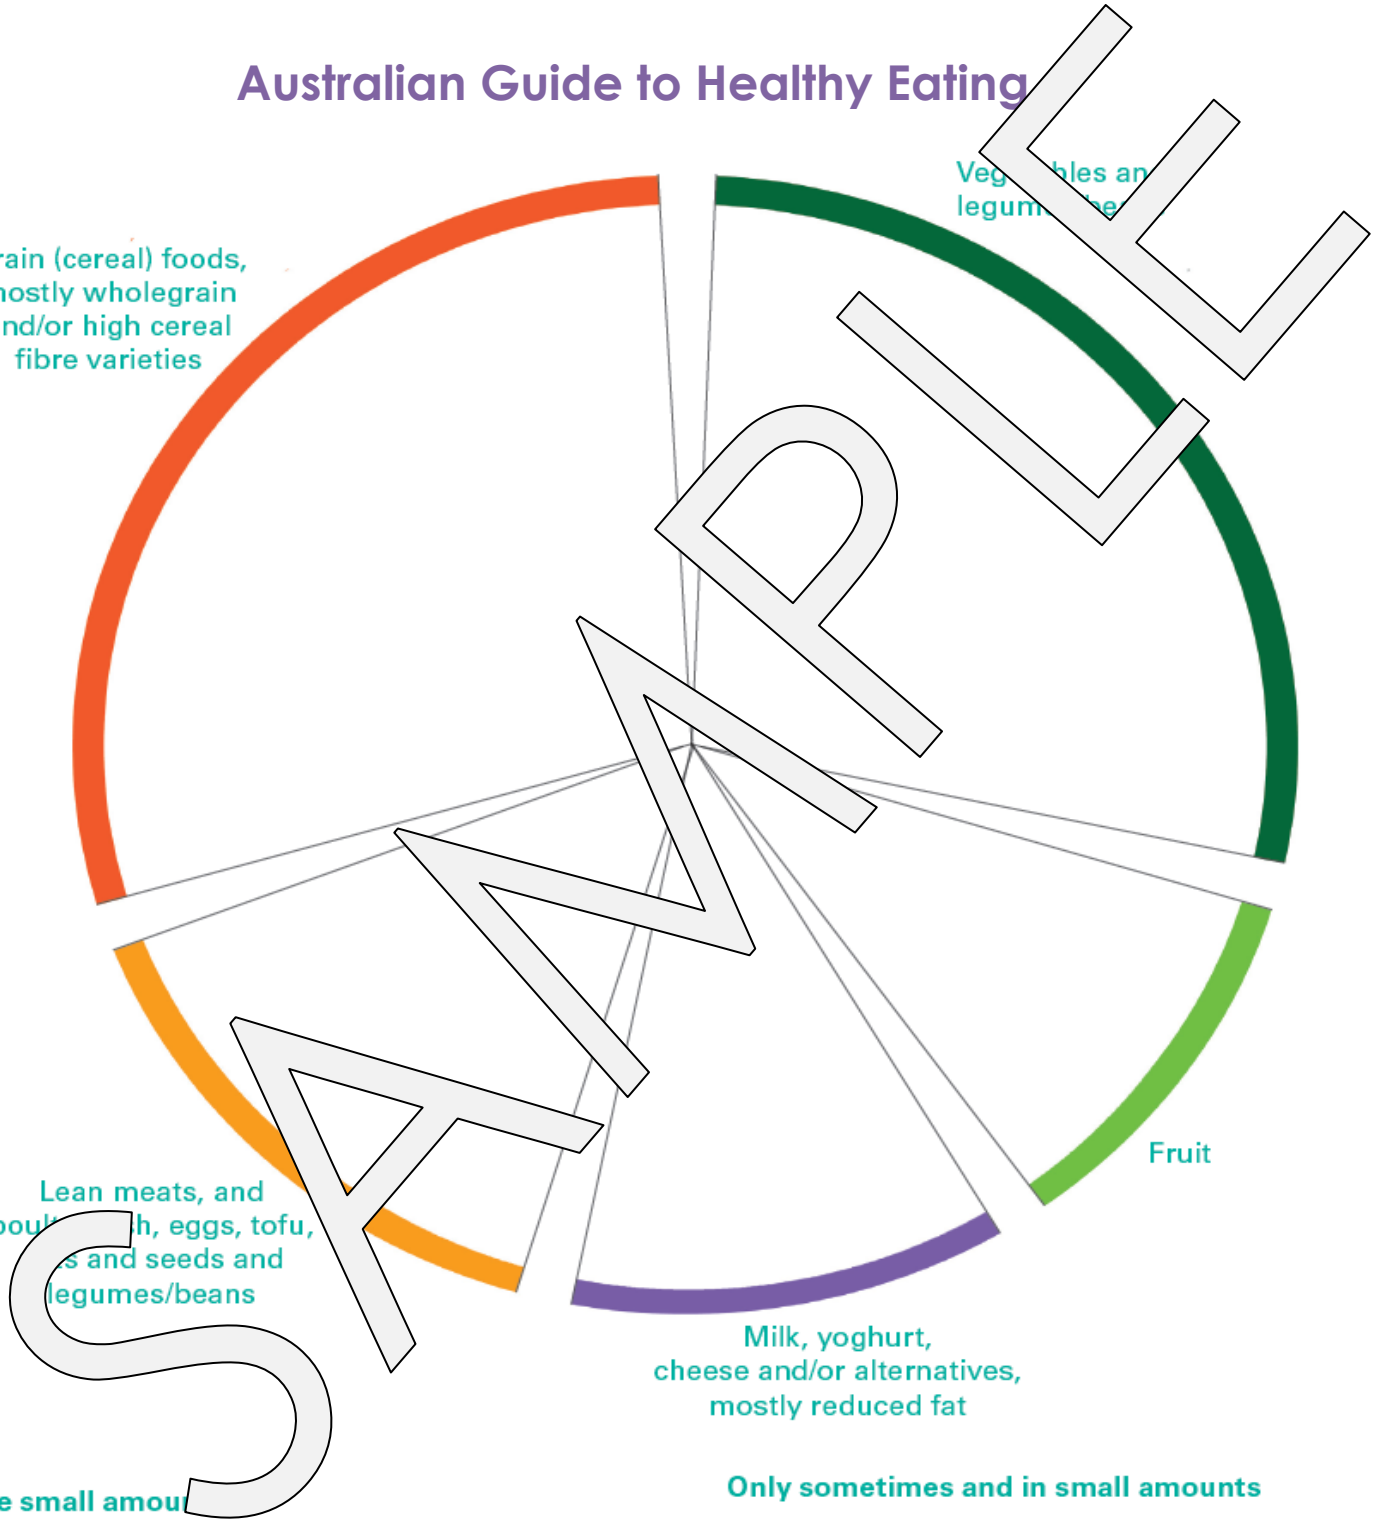 Australian Guide to Healthy Eating
legum
rain (cereal) foods,
ostly wholegrain
nd/or high cereal
fibre varieties
Fruit
Lean meats, and
eggs, tofu,
and seeds and
legumes/beans
Milk, yoghurt,
cheese and/or alternatives,
mostly reduced fat
Only sometimes and in small amounts
e small amou
SAMPLE